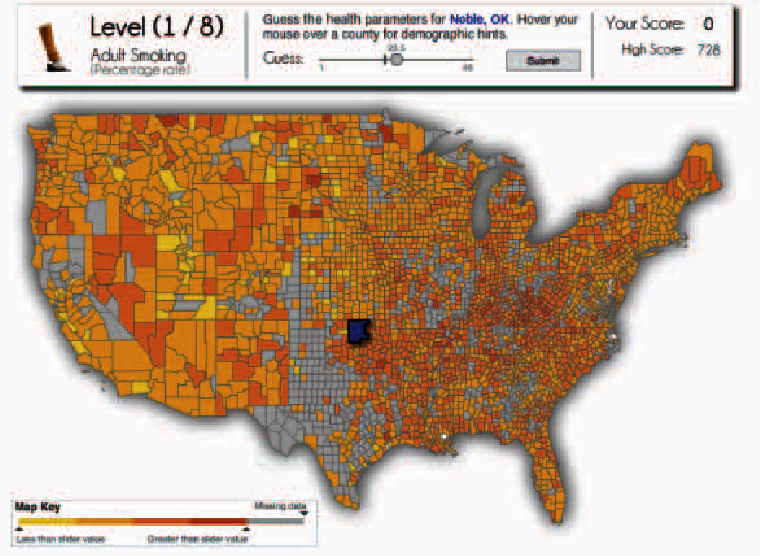 Level (1 / 8)
Adult Smoking
(Percentage rate)
Guess the health parameters for Noble, OK. Hover your
mouse over a county for demographic hints.
23.5
Guess:
1
Submit
Your Score: 0
High Score: 728
Map Key
Missing data
Less than slider value
Greater than slider value